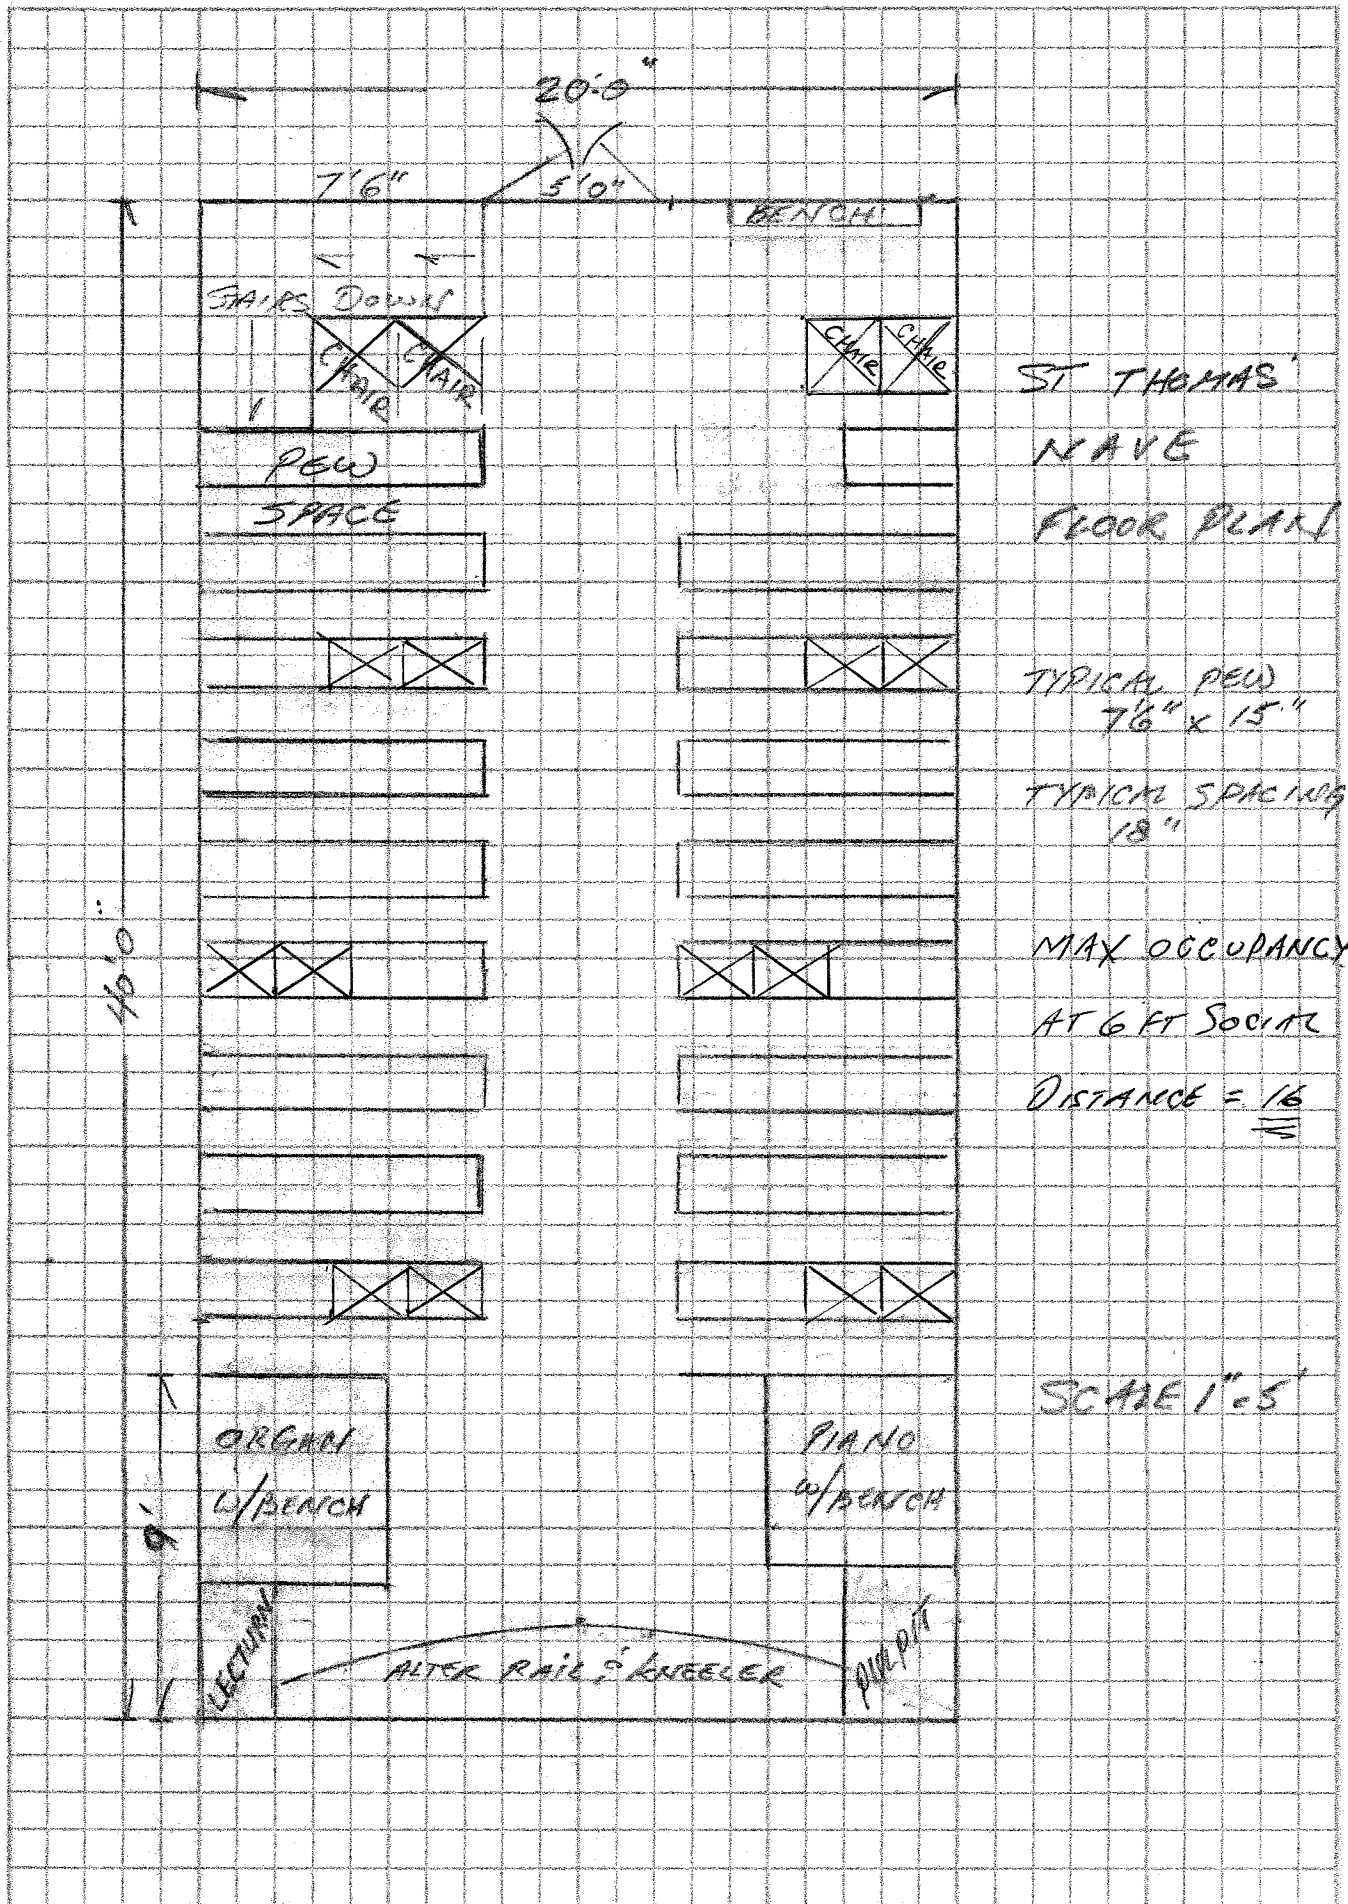 20'-0"
7'6"
5'0"
BENCH
STAIRS DOWN
CHAIR
CHAIR
CHAIR
CHAIR
ST THOMAS'
PEW
NAVE
SPACE
FLOOR PLAN
TYPICAL PEW
7'6" x 15"
TYPICAL SPACING
18"
40'0"
MAX OCCUPANCY
AT 6 FT SOCIAL
DISTANCE = 16
SCALE 1" = 5'
ORGAN
W/BENCH
PIANO
W/BENCH
9'
LECTURN
ALTER RAIL & KNEELER
PULPIT